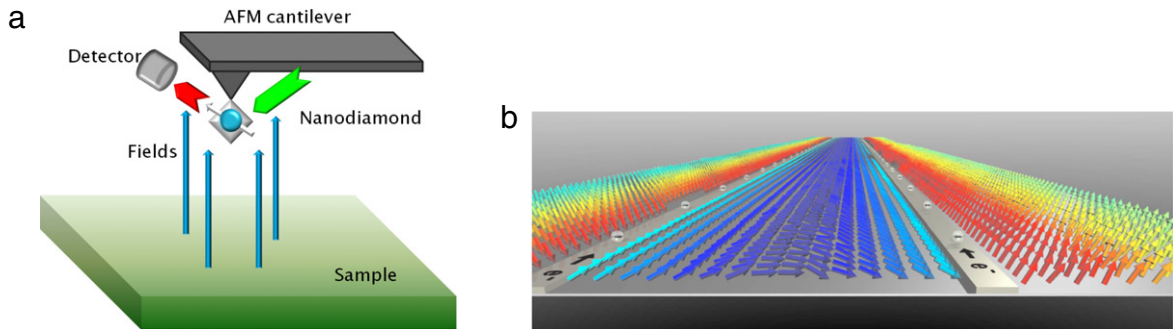 a
AFM cantilever
Detector
Nanodiamond
Fields
Sample
b
e-
e-